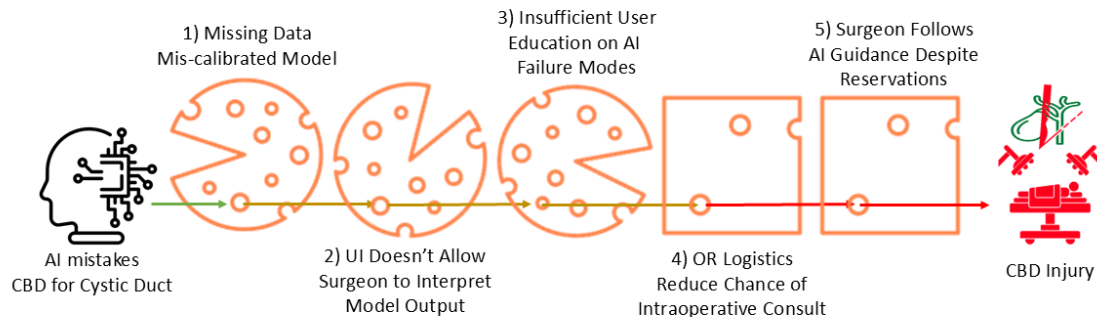 1) Missing Data
Mis-calibrated Model
3) Insufficient User
Education on AI
Failure Modes
5) Surgeon Follows
AI Guidance Despite
Reservations
AI mistakes
CBD for Cystic Duct
2) UI Doesn't Allow
Surgeon to Interpret
Model Output
4) OR Logistics
Reduce Chance of
Intraoperative Consult
CBD Injury